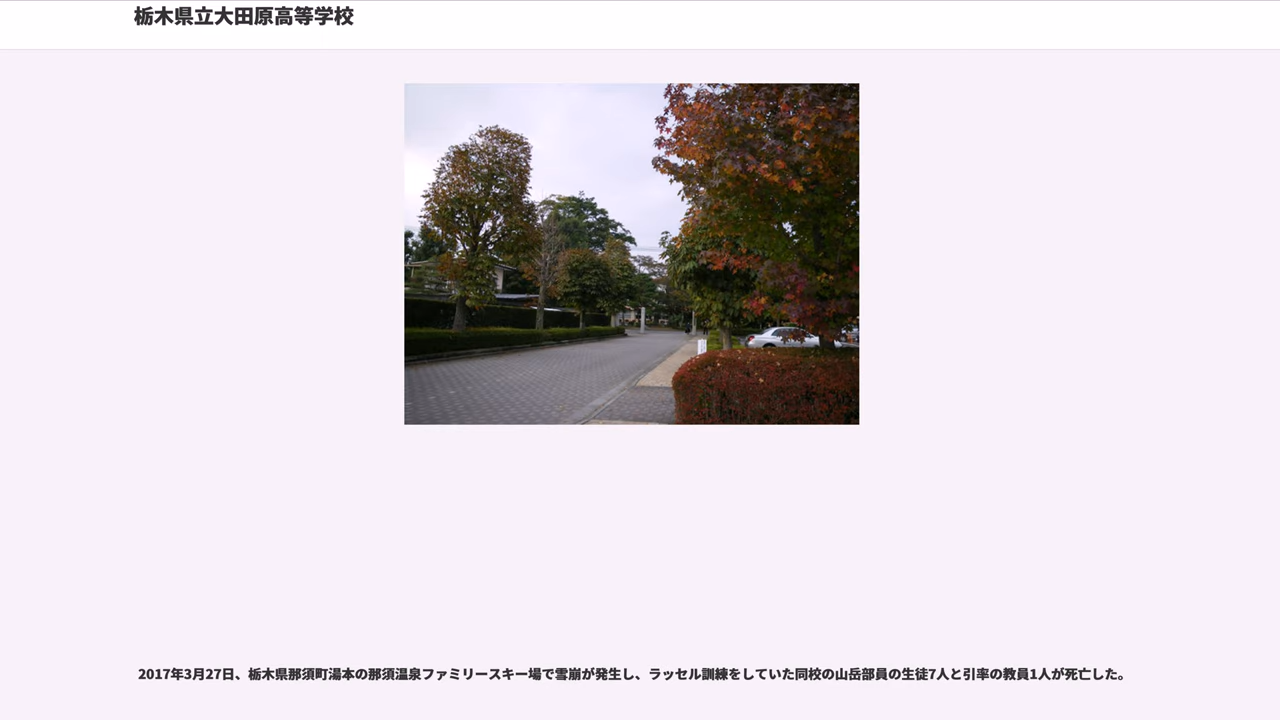 栃木県立大田原高等学校
2017年3月27日、栃木県那須町湯本の那須温泉ファミリースキー場で雪崩が発生し、ラッセル訓練をしていた同校の山岳部員の生徒7人と引率の教員1人が死亡した。